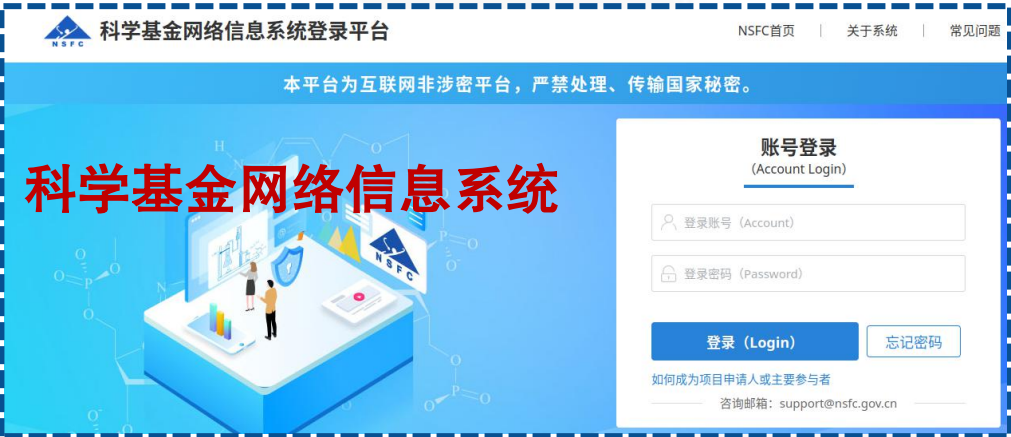 NSFC
科学基金网络信息系统登录平台
NSFC首页 | 关于系统 | 常见问题
本平台为互联网非涉密平台，严禁处理、传输国家秘密。
科学基金网络信息系统
NSFC
账号登录
(Account Login)
登录账号（Account）
登录密码（Password）
登录（Login）
忘记密码
如何成为项目申请人或主要参与者
咨询邮箱：support@nsfc.gov.cn
H
N
O
P
O
O
O
O
P
O
O
N
P
O
O⁻
O
P
O
O⁻
O⁻